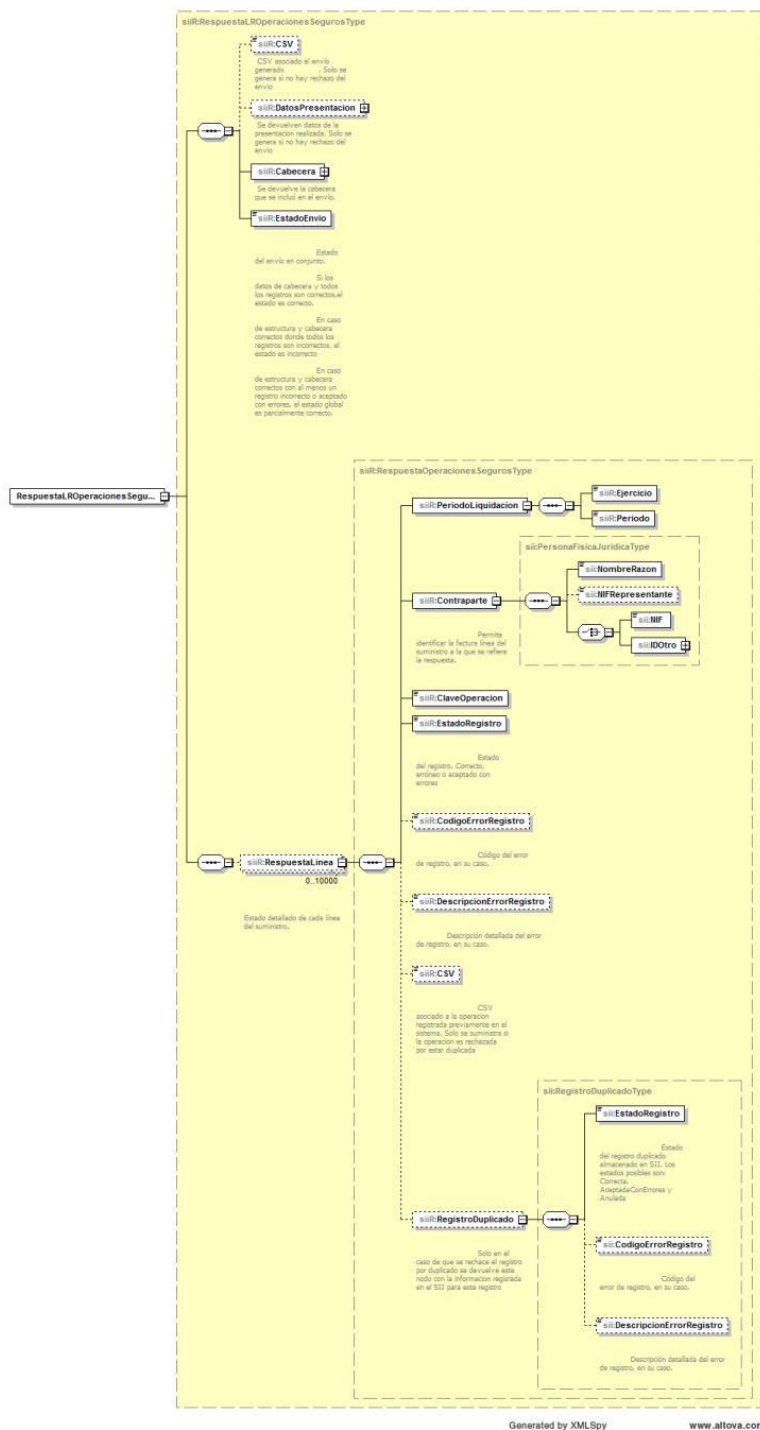 siiR:RespuestaLROperacionesSegurosType
siiR:CSV
CSV asociado al envío
generado . Solo se
genera si no hay rechazo del
envio
siiR:DatosPresentacion
Se devuelven datos de la
presentacion realizada. Solo se
genera si no hay rechazo del
envio
siiR:Cabecera
Se devuelve la cabecera
que se incluó en el envío.
siiR:EstadoEnvio
Estado
del envío en conjunto.
Si los
datos de cabecera y todos
los registros son correctos,el
estado es correcto.
En caso
de estructura y cabecera
correctos donde todos los
registros son incorrectos, el
estado es incorrecto
En caso
de estructura y cabecera
correctos con al menos un
registro incorrecto o aceptado
con errores, el estado global
es parcialmente correcto.
RespuestaLROperacionesSegu...
siiR:RespuestaOperacionesSegurosType
siiR:PeriodoLiquidacion
siiR:Ejercicio
siiR:Periodo
sii:PersonaFisicaJuridicaType
siiR:Contraparte
sii:NombreRazon
sii:NIFRepresentante
sii:NIF
sii:IDOtro
Permite
identificar la factura línea del
suministro a la que se refiere
la respuesta.
siiR:ClaveOperacion
siiR:EstadoRegistro
Estado
del registro. Correcto,
erróneo o aceptado con
errores
siiR:CodigoErrorRegistro
Código del error
de registro, en su caso.
siiR:RespuestaLinea
0..10000
Estado detallado de cada línea
del suministro.
siiR:DescripcionErrorRegistro
Descripción detallada del error
de registro, en su caso.
siiR:CSV
CSV
asociado a la operacion
registrada previamente en el
sistema. Solo se suministra si
la operacion es rechazada
por estar duplicada
sii:RegistroDuplicadoType
sii:EstadoRegistro
Estado
del registro duplicado
almacenado en SII. Los
estados posibles son:
Correcta,
AceptadaConErrores y
Anulada
siiR:RegistroDuplicado
Solo en el
caso de que se rechace el registro
por duplicado se devuelve este
nodo con la informacion regisrada
en el SII para este registro
sii:CodigoErrorRegistro
Código del
error de registro, en su caso.
sii:DescripcionErrorRegistro
Descripción detallada del error
de registro, en su caso.
Generated by XMLSpy
www.altova.com